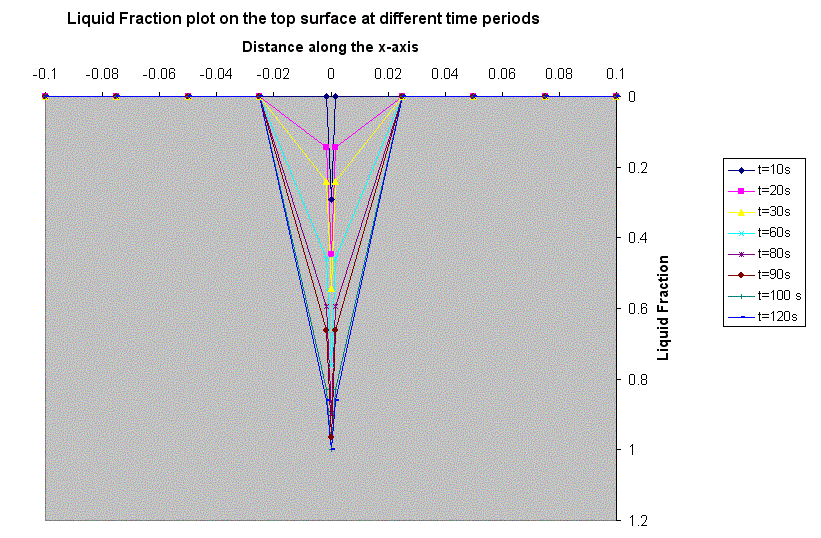 Liquid Fraction plot on the top surface at different time periods
Distance along the x-axis
-0.1 -0.08 -0.06 -0.04 -0.02 0 0.02 0.04 0.06 0.08 0.1
0
0.2
0.4
0.6
0.8
1
1.2
Liquid Fraction
t=10s
t=20s
t=30s
t=60s
t=80s
t=90s
t=100 s
t=120s